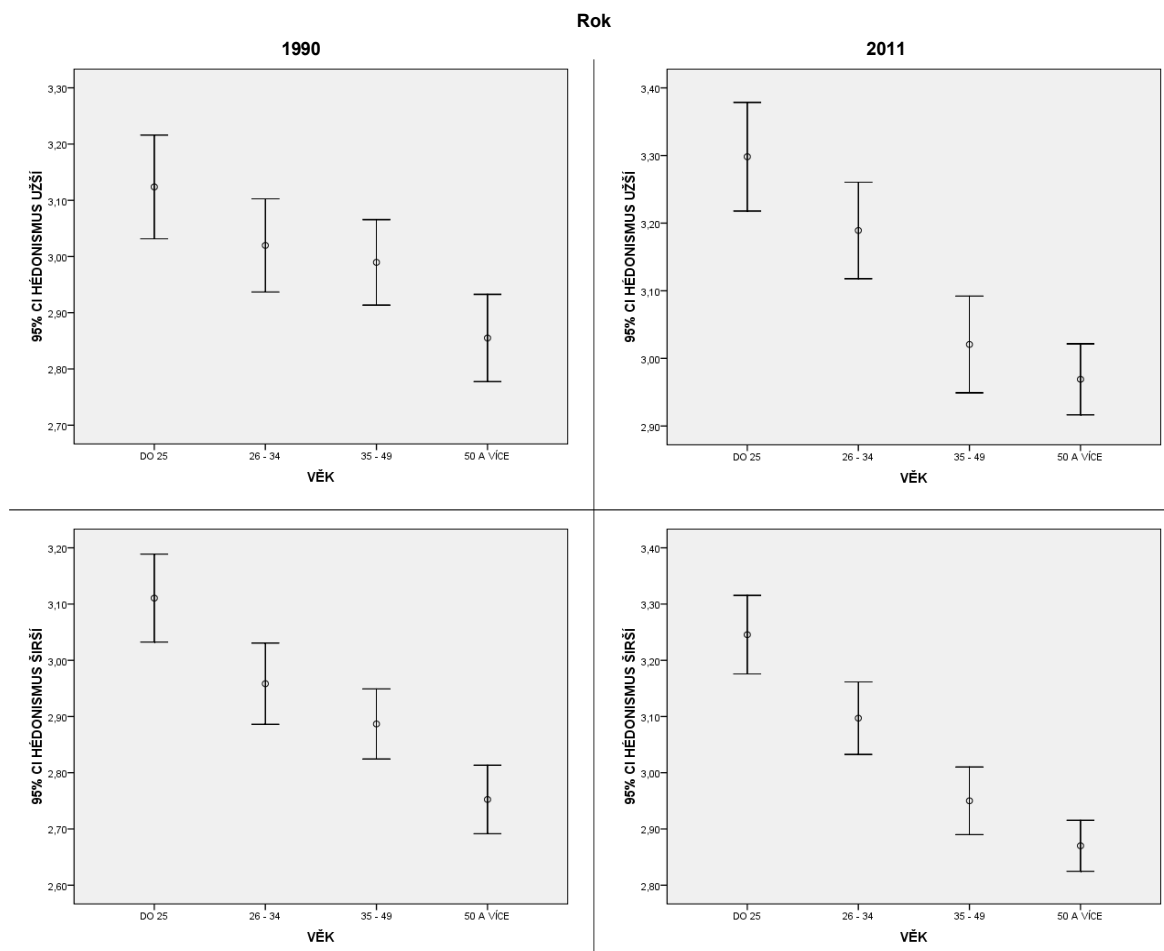 Rok
1990
2011
95% CI HÉDONISMUS UŽŠÍ
3,30
3,20
3,10
3,00
2,90
2,80
2,70
DO 25
26 - 34
35 - 49
50 A VÍCE
VĚK
95% CI HÉDONISMUS UŽŠÍ
3,40
3,30
3,20
3,10
3,00
2,90
DO 25
26 - 34
35 - 49
50 A VÍCE
VĚK
95% CI HÉDONISMUS ŠIRŠÍ
3,20
3,10
3,00
2,90
2,80
2,70
2,60
DO 25
26 - 34
35 - 49
50 A VÍCE
VĚK
95% CI HÉDONISMUS ŠIRŠÍ
3,40
3,30
3,20
3,10
3,00
2,90
2,80
DO 25
26 - 34
35 - 49
50 A VÍCE
VĚK